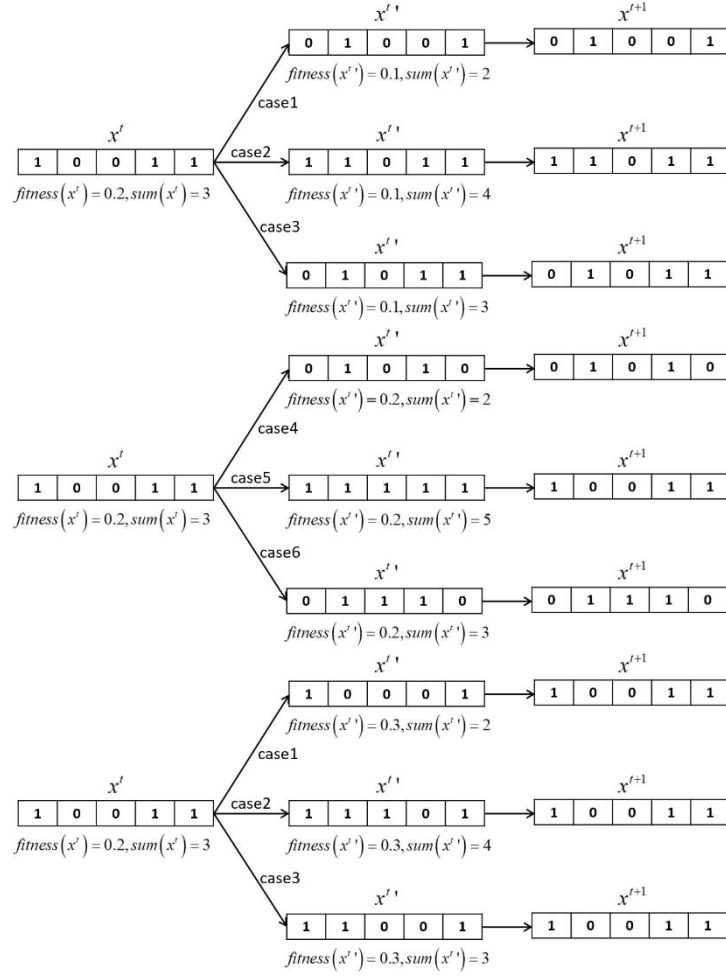 x^t '
x^{t+1}
0 1 0 0 1
0 1 0 0 1
fitness(x^t ')=0.1,sum(x^t ')=2
case1
x^t
x^t '
x^{t+1}
1 0 0 1 1
case2
1 1 0 1 1
1 1 0 1 1
fitness(x^t)=0.2,sum(x^t)=3
fitness(x^t ')=0.1,sum(x^t ')=4
case3
x^t '
x^{t+1}
0 1 0 1 1
0 1 0 1 1
fitness(x^t ')=0.1,sum(x^t ')=3
x^t '
x^{t+1}
0 1 0 1 0
0 1 0 1 0
fitness(x^t ')=0.2,sum(x^t ')=2
case4
x^t
x^t '
x^{t+1}
1 0 0 1 1
case5
1 1 1 1 1
1 0 0 1 1
fitness(x^t)=0.2,sum(x^t)=3
fitness(x^t ')=0.2,sum(x^t ')=5
case6
x^t '
x^{t+1}
0 1 1 1 0
0 1 1 1 0
fitness(x^t ')=0.2,sum(x^t ')=3
x^t '
x^{t+1}
1 0 0 0 1
1 0 0 1 1
fitness(x^t ')=0.3,sum(x^t ')=2
case1
x^t
x^t '
x^{t+1}
1 0 0 1 1
case2
1 1 1 0 1
1 0 0 1 1
fitness(x^t)=0.2,sum(x^t)=3
fitness(x^t ')=0.3,sum(x^t ')=4
case3
x^t '
x^{t+1}
1 1 0 0 1
1 0 0 1 1
fitness(x^t ')=0.3,sum(x^t ')=3